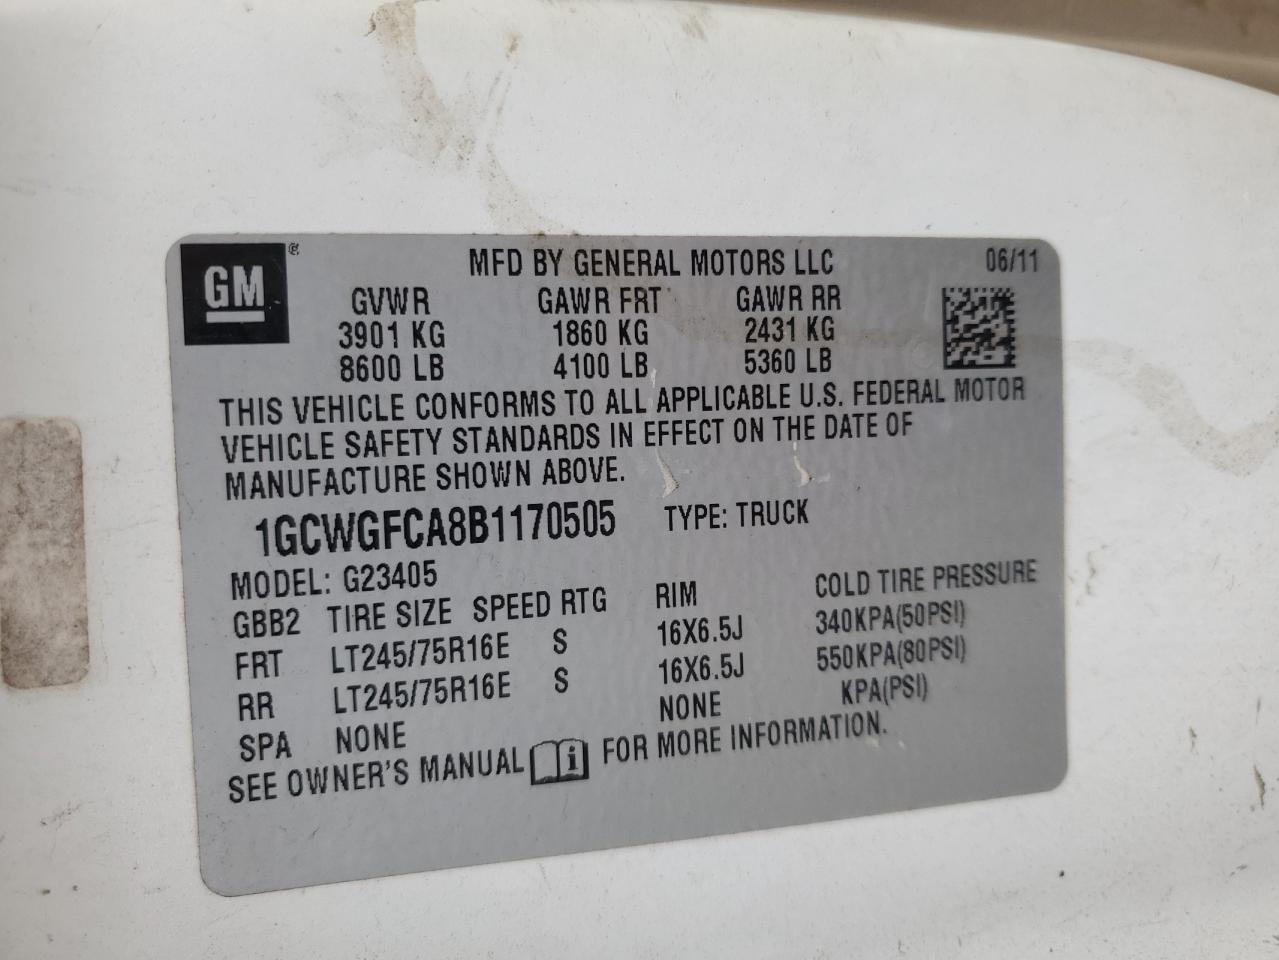 GM
MFD BY GENERAL MOTORS LLC 06/11
GVWR GAWR FRT GAWR RR
3901 KG 1860 KG 2431 KG
8600 LB 4100 LB 5360 LB
THIS VEHICLE CONFORMS TO ALL APPLICABLE U.S. FEDERAL MOTOR
VEHICLE SAFETY STANDARDS IN EFFECT ON THE DATE OF
MANUFACTURE SHOWN ABOVE.
1GCWGFCA8B1170505 TYPE: TRUCK
MODEL: G23405
GBB2 TIRE SIZE SPEED RTG RIM COLD TIRE PRESSURE
FRT LT245/75R16E S 16X6.5J 340KPA(50PSI)
RR LT245/75R16E S 16X6.5J 550KPA(80PSI)
SPA NONE NONE KPA(PSI)
SEE OWNER'S MANUAL i FOR MORE INFORMATION.